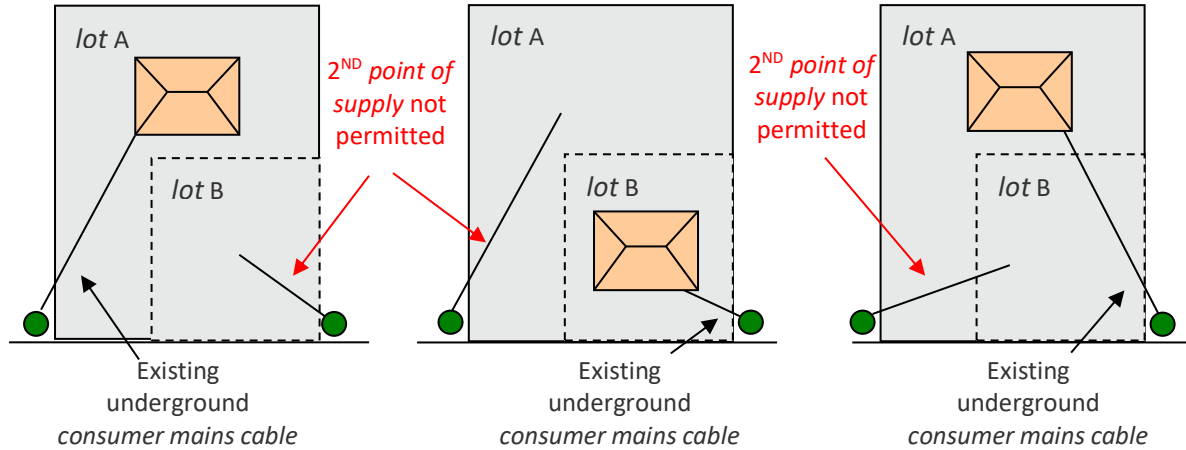 lot A
2ND point of
supply not
permitted
lot B
Existing
underground
consumer mains cable
lot A
lot B
Existing
underground
consumer mains cable
lot A
2ND point of
supply not
permitted
lot B
Existing
underground
consumer mains cable